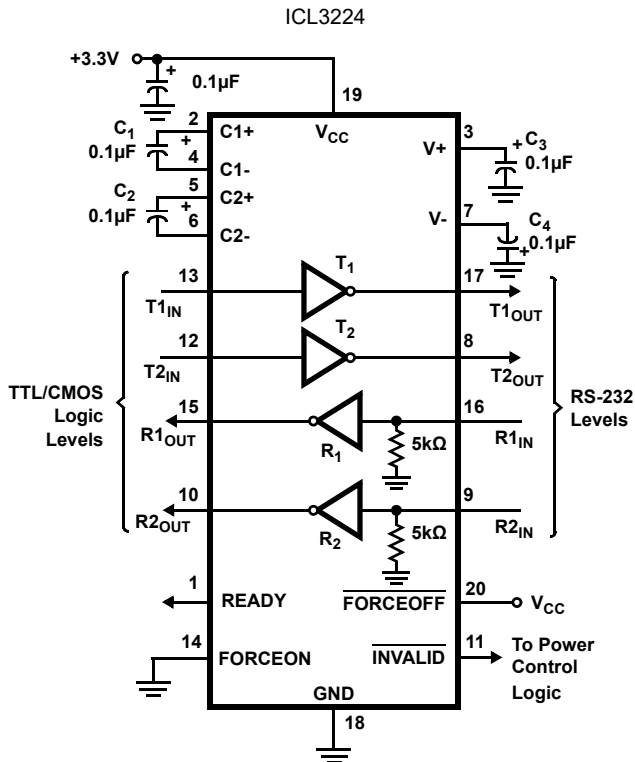 ICL3224
+3.3V
+
0.1µF
19
2
C1+
VCC
3
C1
0.1µF
+
4
C1-
V+
+
C3
0.1µF
5
C2+
C2
0.1µF
+
6
C2-
7
V-
C4
0.1µF
+
13
T1
17
T1IN
T1OUT
12
T2
8
T2IN
T2OUT
TTL/CMOS
Logic
Levels
RS-232
Levels
15
16
R1OUT
R1
5kΩ
R1IN
10
9
R2OUT
R2
5kΩ
R2IN
1
READY
FORCEOFF
20
VCC
14
FORCEON
INVALID
11
To Power
Control
Logic
GND
18